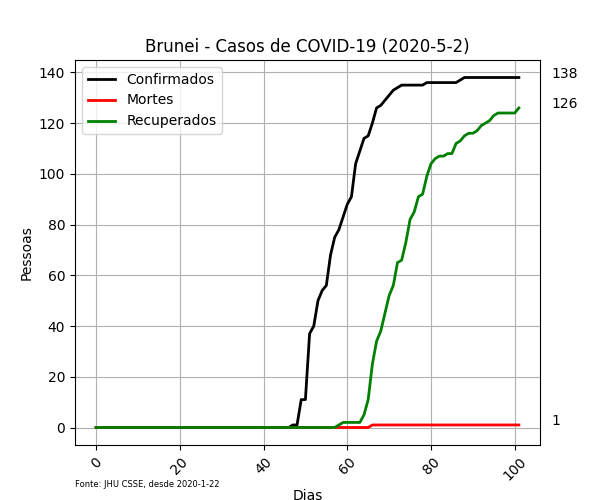 Brunei - Casos de COVID-19 (2020-5-2)
Confirmados
Mortes
Recuperados
140
120
100
80
60
40
20
0
Pessoas
138
126
1
0
20
40
60
80
100
Dias
Fonte: JHU CSSE, desde 2020-1-22